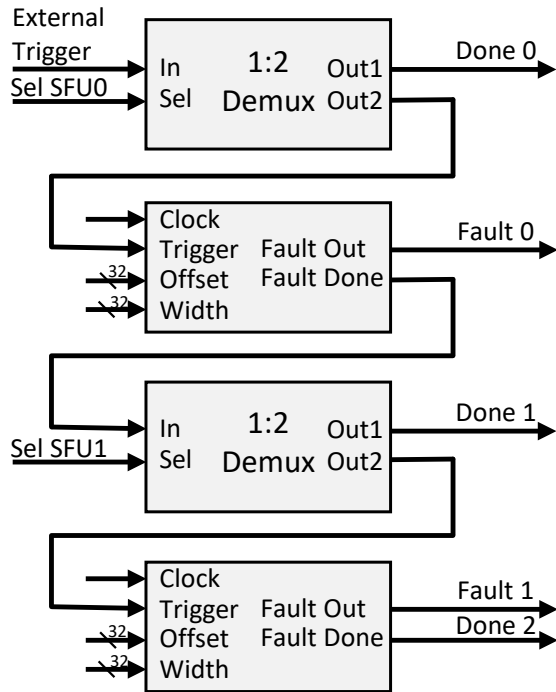 External
Trigger
Sel SFU0
In
Sel
1:2
Demux
Out1
Out2
Done 0
Clock
Trigger
32 Offset
32 Width
Fault Out
Fault Done
Fault 0
Sel SFU1
In
Sel
1:2
Demux
Out1
Out2
Done 1
Clock
Trigger
32 Offset
32 Width
Fault Out
Fault Done
Fault 1
Done 2